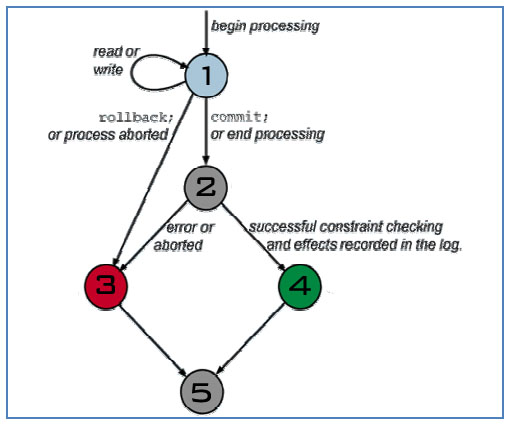 begin processing
read or
write
1
rollback;
or process aborted
commit;
or end processing
2
error or
aborted
successful constraint checking
and effects recorded in the log.
3
4
5